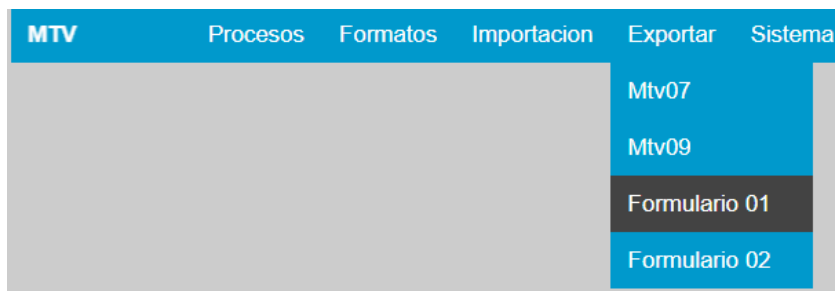 MTV Procesos Formatos Importacion Exportar Sistema
Mtv07
Mtv09
Formulario 01
Formulario 02